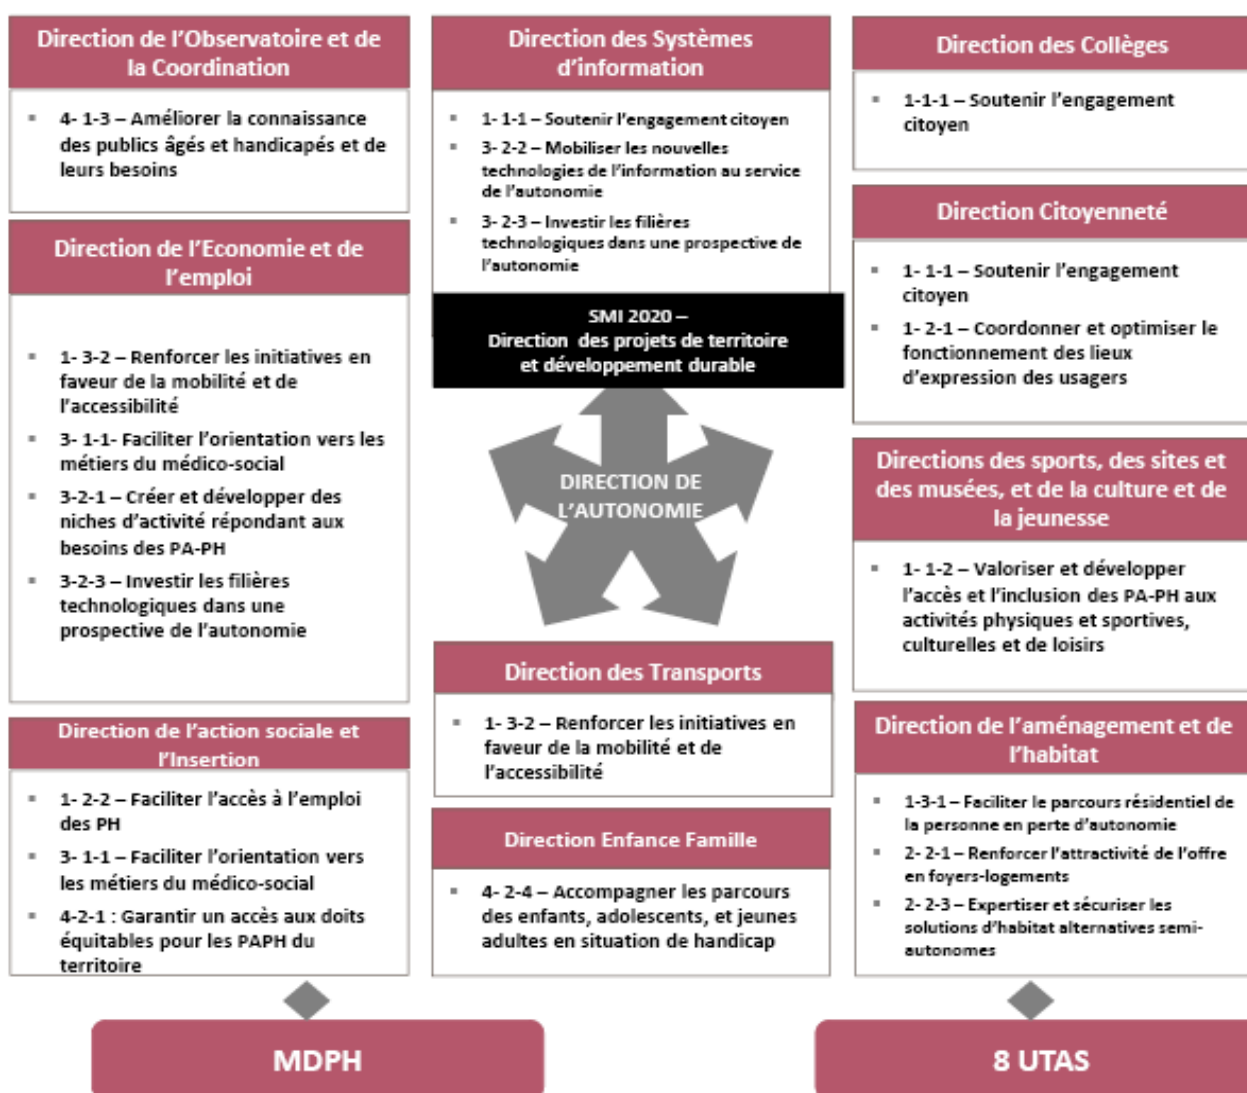 Direction de l'Observatoire et de
la Coordination
4- 1-3 – Améliorer la connaissance
des publics âgés et handicapés et de
leurs besoins
Direction de l'Economie et de
l'emploi
1- 3-2 – Renforcer les initiatives en
faveur de la mobilité et de
l'accessibilité
3- 1-1- Faciliter l'orientation vers les
métiers du médico-social
3-2-1 – Créer et développer des
niches d'activité répondant aux
besoins des PA-PH
3-2-3 – Investir les filières
technologiques dans une
prospective de l'autonomie
Direction de l'action sociale et
l'Insertion
1- 2-2 – Faciliter l'accès à l'emploi
des PH
3- 1-1 – Faciliter l'orientation vers
les métiers du médico-social
4-2-1 : Garantir un accès aux doits
équitables pour les PAPH du
territoire
Direction des Systèmes
d'information
1- 1-1 – Soutenir l'engagement citoyen
3- 2-2 – Mobiliser les nouvelles
technologies de l'information au service
de l'autonomie
3- 2-3 – Investir les filières
technologiques dans une prospective de
l'autonomie
SMI 2020 –
Direction des projets de territoire
et développement durable
DIRECTION DE
L'AUTONOMIE
Direction des Transports
1- 3-2 – Renforcer les initiatives en
faveur de la mobilité et de
l'accessibilité
Direction Enfance Famille
4- 2-4 – Accompagner les parcours
des enfants, adolescents, et jeunes
adultes en situation de handicap
Direction des Collèges
1-1-1 – Soutenir l'engagement
citoyen
Direction Citoyenneté
1- 1-1 – Soutenir l'engagement
citoyen
1- 2-1 – Coordonner et optimiser le
fonctionnement des lieux
d'expression des usagers
Directions des sports, des sites et
des musées, et de la culture et de
la jeunesse
1- 1-2 – Valoriser et développer
l'accès et l'inclusion des PA-PH aux
activités physiques et sportives,
culturelles et de loisirs
Direction de l'aménagement et de
l'habitat
1-3-1 – Faciliter le parcours résidentiel de
la personne en perte d'autonomie
2- 2-1 – Renforcer l'attractivité de l'offre
en foyers-logements
2- 2-3 – Expertiser et sécuriser les
solutions d'habitat alternatives semi-
autonomes
MDPH
8 UTAS